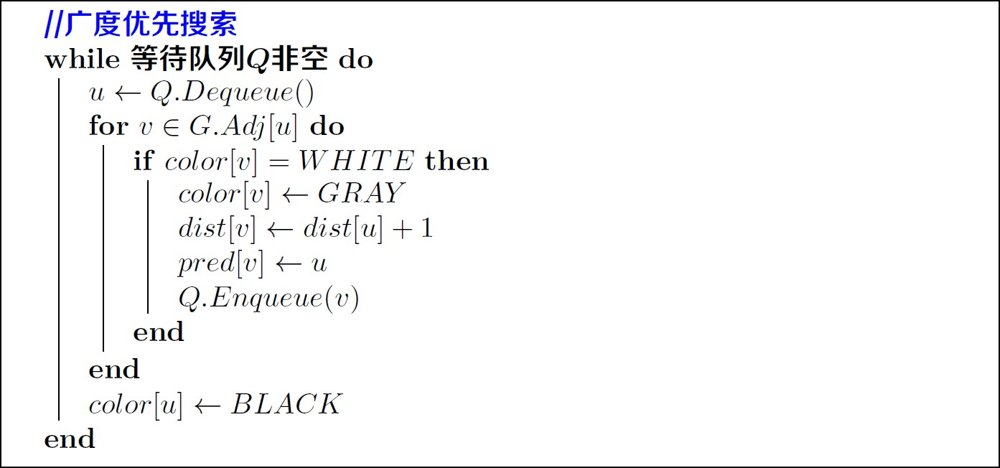 //广度优先搜索
while 等待队列Q非空 do
u ← Q.Dequeue()
for v ∈ G.Adj[u] do
if color[v] = WHITE then
color[v] ← GRAY
dist[v] ← dist[u] + 1
pred[v] ← u
Q.Enqueue(v)
end
end
color[u] ← BLACK
end